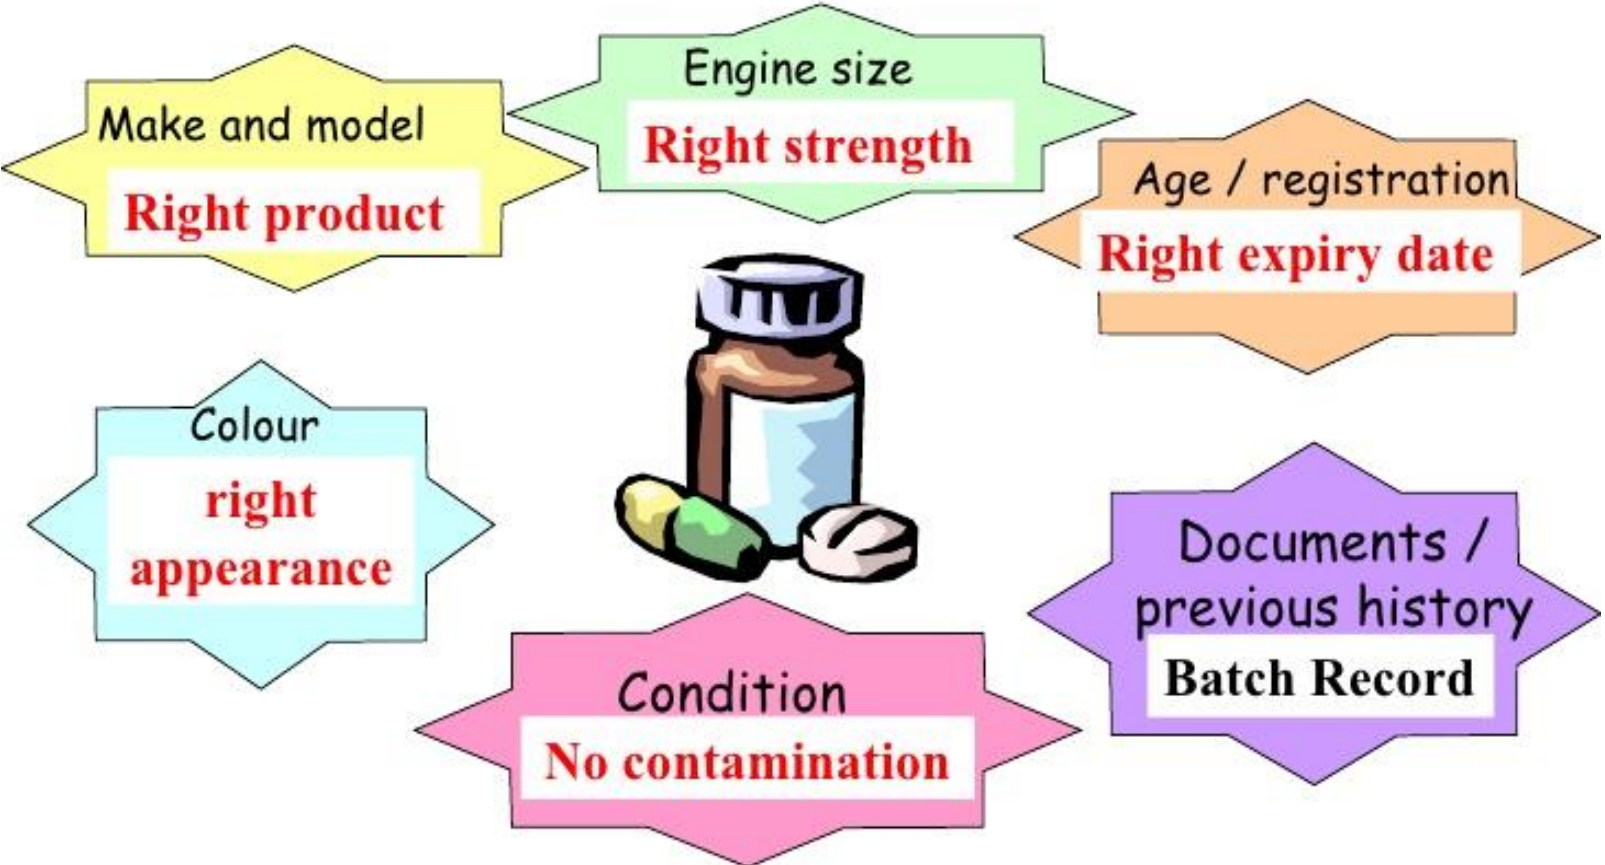 Make and model
Right product
Engine size
Right strength
Age / registration
Right expiry date
Colour
right
appearance
Condition
No contamination
Documents /
previous history
Batch Record